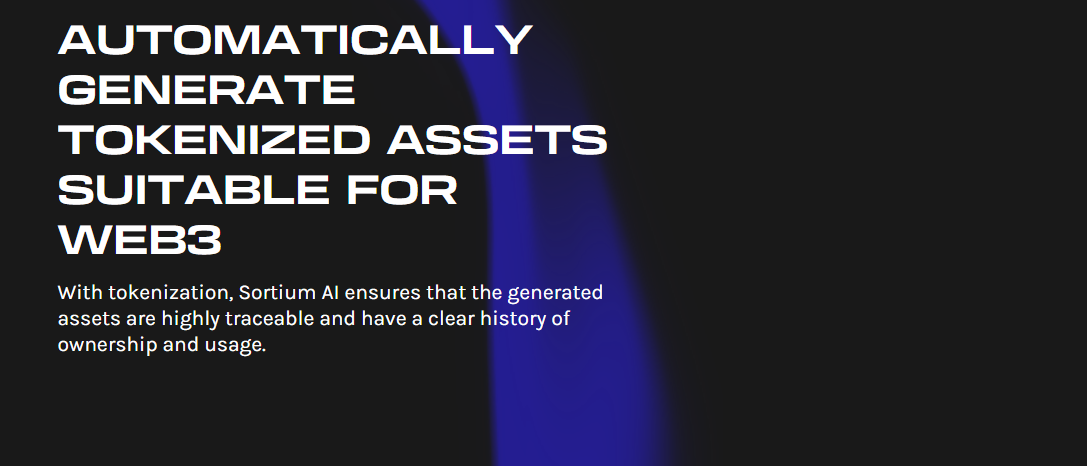 AUTOMATICALLY
GENERATE
TOKENIZED ASSETS
SUITABLE FOR
WEB3
With tokenization, Sortium AI ensures that the generated
assets are highly traceable and have a clear history of
ownership and usage.